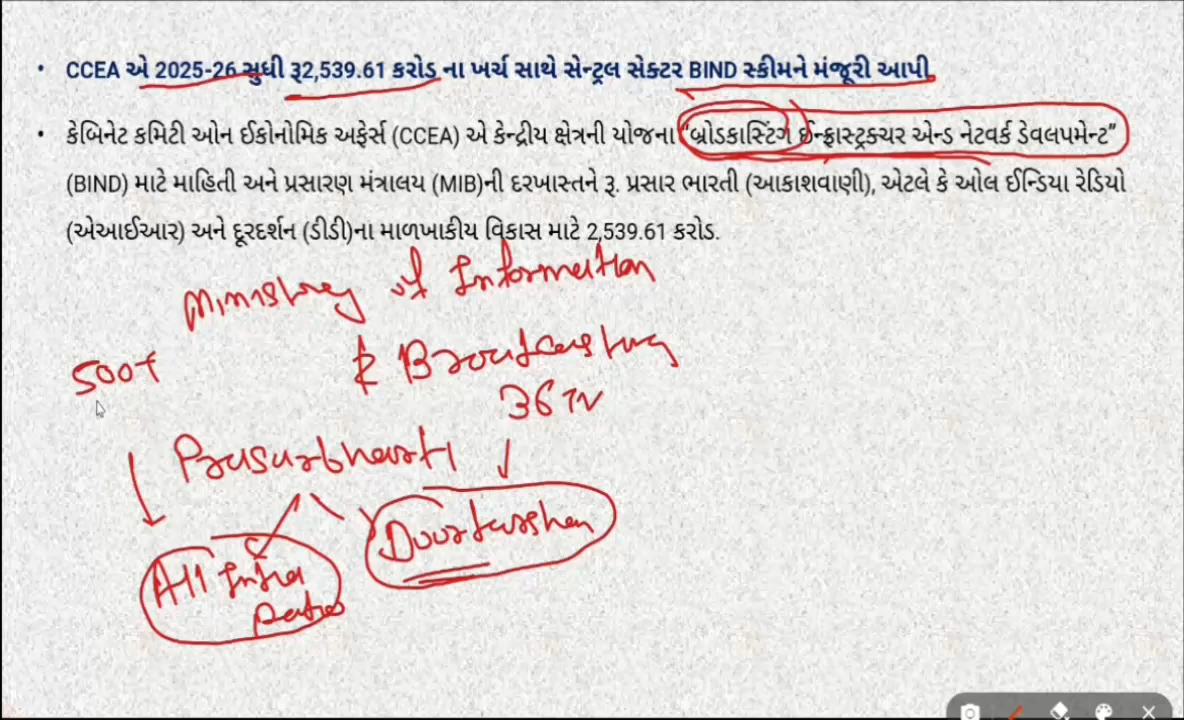 • CCEA એ 2025-26 સુધી રૂ2,539.61 કરોડ ના ખર્ચ સાથે સેન્ટ્રલ સેક્ટર BIND સ્કીમને મંજૂરી આપી
• કેબિનેટ કમિટી ઓન ઈકોનોમિક અફેર્સ (CCEA) એ કેન્દ્રીય ક્ષેત્રની યોજના “બ્રોડકાસ્ટિંગ ઈન્ફ્રાસ્ટ્રક્ચર એન્ડ નેટવર્ક ડેવલપમેન્ટ”
(BIND) માટે માહિતી અને પ્રસારણ મંત્રાલય (MIB)ની દરખાસ્તને રૂ. પ્રસાર ભારતી (આકાશવાણી), એટલે કે ઓલ ઈન્ડિયા રેડિયો
(એઆઈઆર) અને દૂરદર્શન (ડીડી)ના માળખાકીય વિકાસ માટે 2,539.61 કરોડ.
Ministry of Information
500+ & Broadcasting
36 TV
Prasarbharti
Doordarshan
All India
Radio